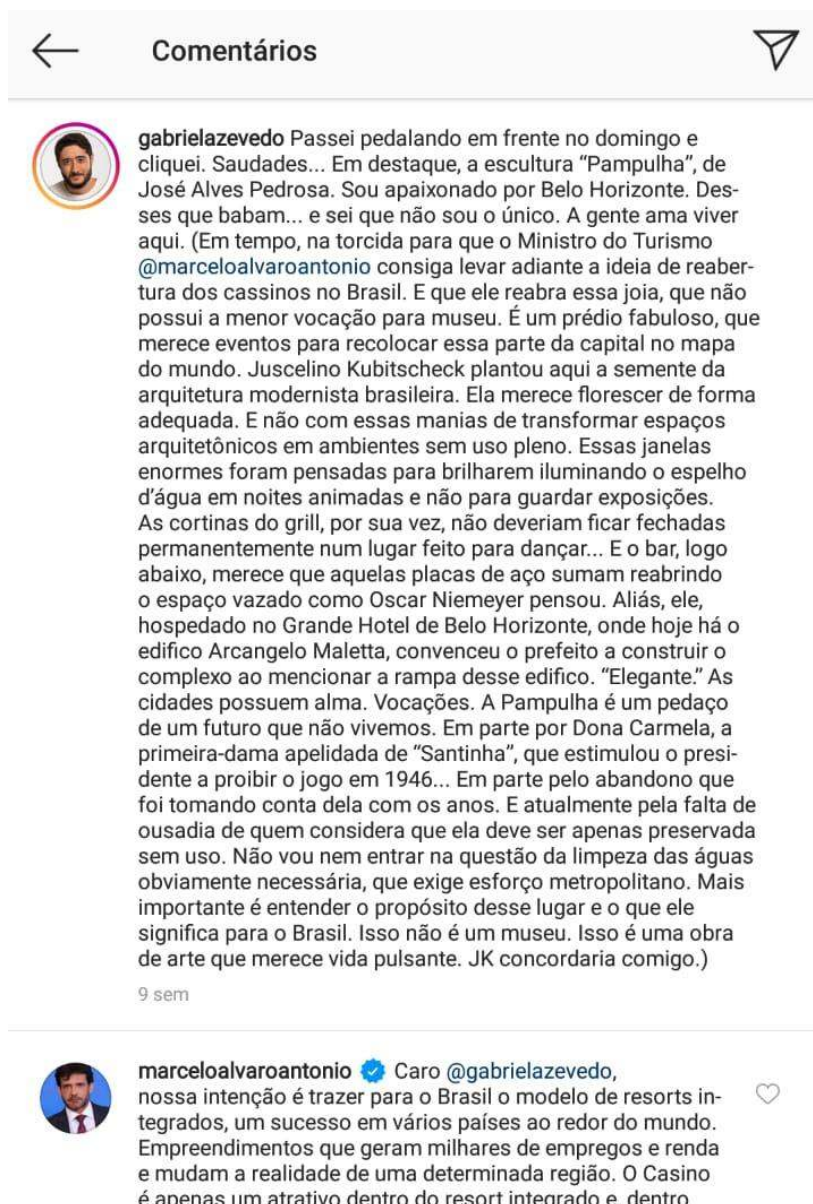 Comentários
gabrielazevedo Passei pedalando em frente no domingo e
cliquei. Saudades... Em destaque, a escultura “Pampulha”, de
José Alves Pedrosa. Sou apaixonado por Belo Horizonte. Des-
ses que babam... e sei que não sou o único. A gente ama viver
aqui. (Em tempo, na torcida para que o Ministro do Turismo
@marceloalvaroantonio consiga levar adiante a ideia de reaber-
tura dos cassinos no Brasil. E que ele reabra essa joia, que não
possui a menor vocação para museu. É um prédio fabuloso, que
merece eventos para recolocar essa parte da capital no mapa
do mundo. Juscelino Kubitscheck plantou aqui a semente da
arquitetura modernista brasileira. Ela merece florescer de forma
adequada. E não com essas manias de transformar espaços
arquitetônicos em ambientes sem uso pleno. Essas janelas
enormes foram pensadas para brilharem iluminando o espelho
d’água em noites animadas e não para guardar exposições.
As cortinas do grill, por sua vez, não deveriam ficar fechadas
permanentemente num lugar feito para dançar... E o bar, logo
abaixo, merece que aquelas placas de aço sumam reabrindo
o espaço vazado como Oscar Niemeyer pensou. Aliás, ele,
hospedado no Grande Hotel de Belo Horizonte, onde hoje há o
edifico Arcangelo Maletta, convenceu o prefeito a construir o
complexo ao mencionar a rampa desse edifico. “Elegante.” As
cidades possuem alma. Vocações. A Pampulha é um pedaço
de um futuro que não vivemos. Em parte por Dona Carmela, a
primeira-dama apelidada de “Santinha”, que estimulou o presi-
dente a proibir o jogo em 1946... Em parte pelo abandono que
foi tomando conta dela com os anos. E atualmente pela falta de
ousadia de quem considera que ela deve ser apenas preservada
sem uso. Não vou nem entrar na questão da limpeza das águas
obviamente necessária, que exige esforço metropolitano. Mais
importante é entender o propósito desse lugar e o que ele
significa para o Brasil. Isso não é um museu. Isso é uma obra
de arte que merece vida pulsante. JK concordaria comigo.)
9 sem
marceloalvaroantonio Caro @gabrielazevedo,
nossa intenção é trazer para o Brasil o modelo de resorts in-
tegrados, um sucesso em vários países ao redor do mundo.
Empreendimentos que geram milhares de empregos e renda
e mudam a realidade de uma determinada região. O Casino
é apenas um atrativo dentro do resort integrado e, dentro